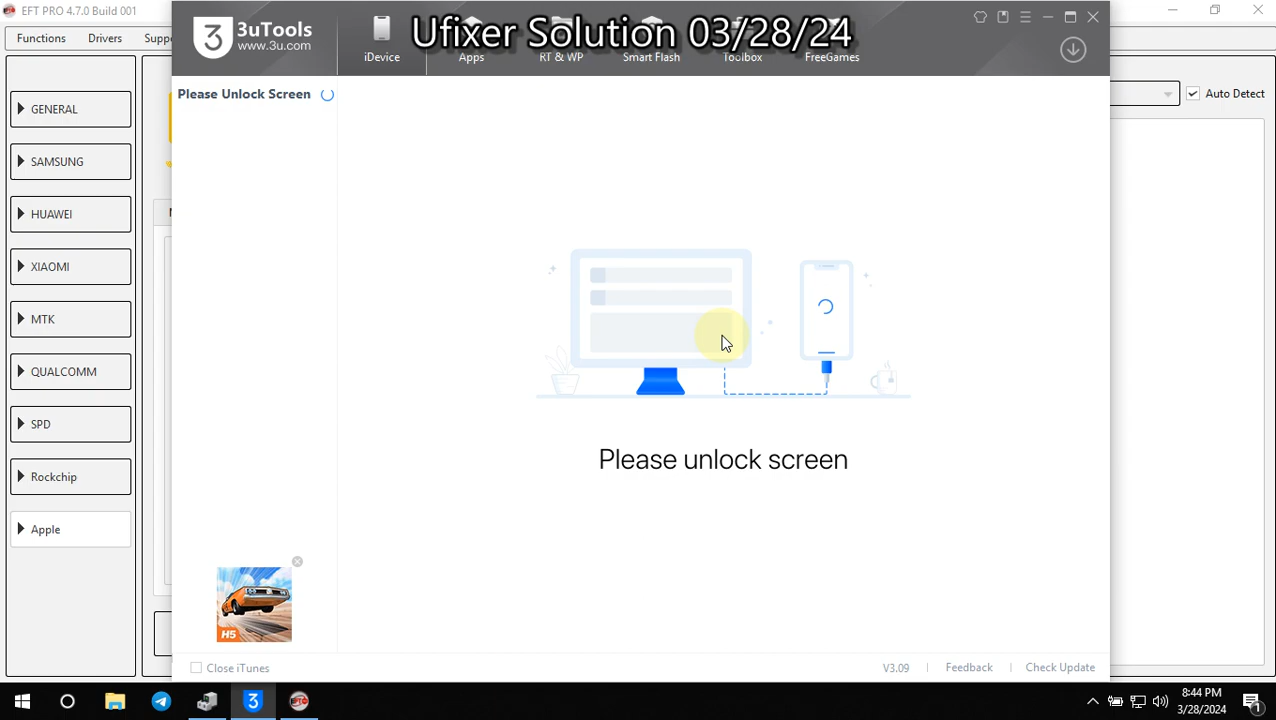 EFT PRO 4.7.0 Build 001
Functions Drivers Suppo
3 3uTools
www.3u.com
Ufixer Solution 03/28/24
iDevice Apps RT & WP Smart Flash Toolbox FreeGames
Please Unlock Screen
Auto Detect
GENERAL
SAMSUNG
HUAWEI
XIAOMI
MTK
QUALCOMM
SPD
Rockchip
Apple
Please unlock screen
H5
Close iTunes
V3.09 | Feedback | Check Update
8:44 PM
3/28/2024